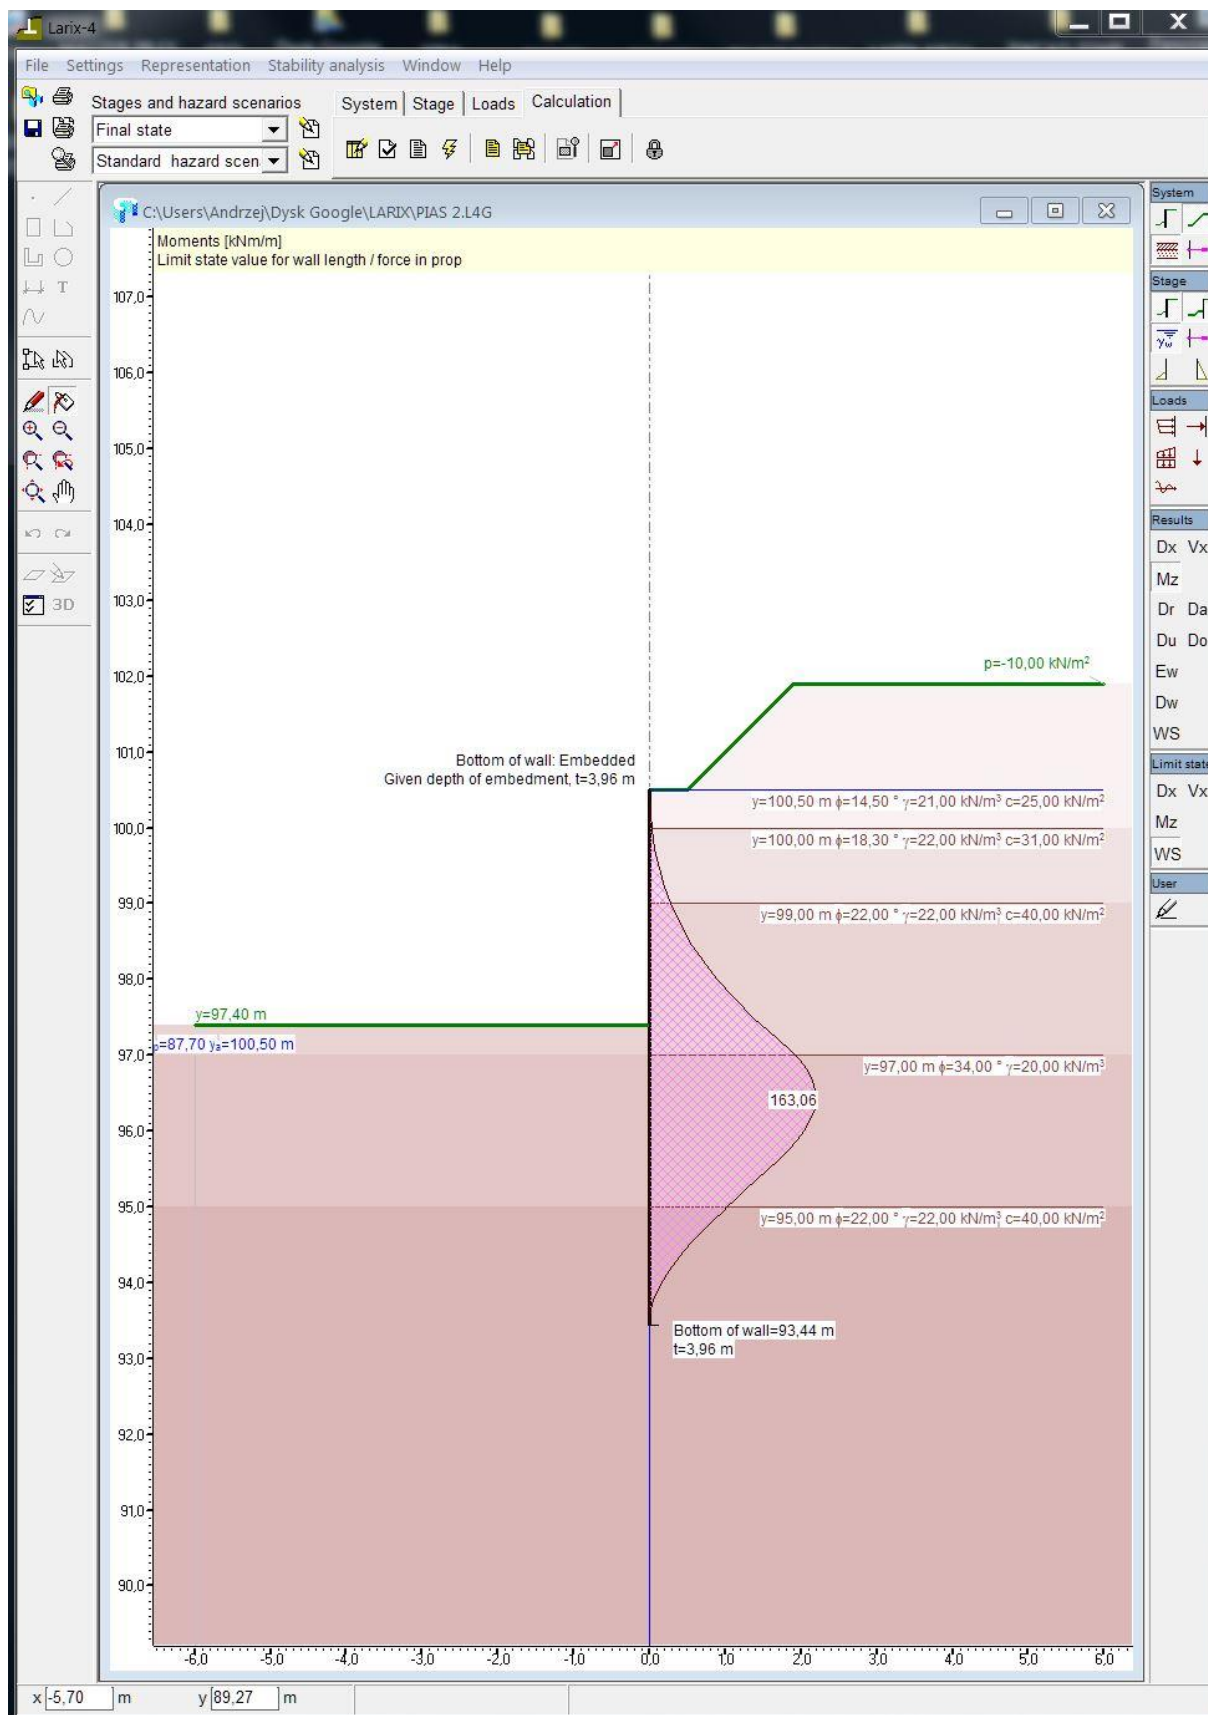 Larix-4
File Settings Representation Stability analysis Window Help
Stages and hazard scenarios
System Stage Loads Calculation
Final state
Standard hazard scen
C:\Users\Andrzej\Dysk Google\LARIX\PIAS 2.L4G
Moments [kNm/m]
Limit state value for wall length / force in prop
107,0
106,0
105,0
104,0
103,0
102,0
101,0
100,0
99,0
98,0
97,0
96,0
95,0
94,0
93,0
92,0
91,0
90,0
p=-10,00 kN/m²
Bottom of wall: Embedded
Given depth of embedment, t=3,96 m
y=100,50 m ϕ=14,50 ° γ=21,00 kN/m³ c=25,00 kN/m²
y=100,00 m ϕ=18,30 ° γ=22,00 kN/m³ c=31,00 kN/m²
y=99,00 m ϕ=22,00 ° γ=22,00 kN/m³ c=40,00 kN/m²
y=97,40 m
=87,70 yₐ=100,50 m
y=97,00 m ϕ=34,00 ° γ=20,00 kN/m³
163,06
y=95,00 m ϕ=22,00 ° γ=22,00 kN/m³ c=40,00 kN/m²
Bottom of wall=93,44 m
t=3,96 m
-6,0 -5,0 -4,0 -3,0 -2,0 -1,0 0,0 1,0 2,0 3,0 4,0 5,0 6,0
x -5,70 m y 89,27 m
T
3D
System
Stage
γw
Loads
Results
Dx Vx
Mz
Dr Da
Du Do
Ew
Dw
WS
Limit state
Dx Vx
Mz
WS
User